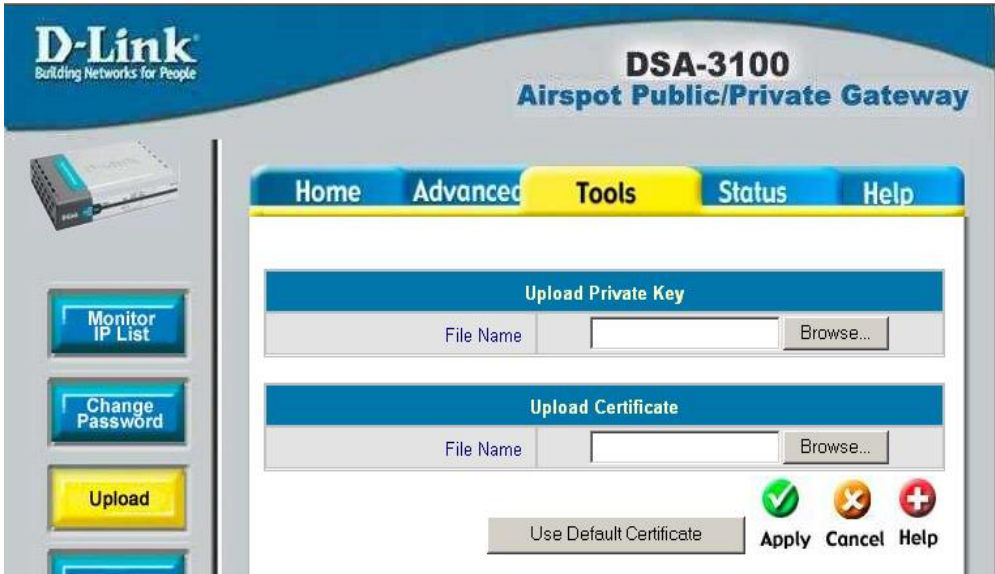 D-Link
Building Networks for People
DSA-3100
Airspot Public/Private Gateway
Home
Advanced
Tools
Status
Help
Monitor
IP List
Change
Password
Upload
Upload Private Key
File Name
Browse...
Upload Certificate
File Name
Browse...
Use Default Certificate
Apply
Cancel
Help